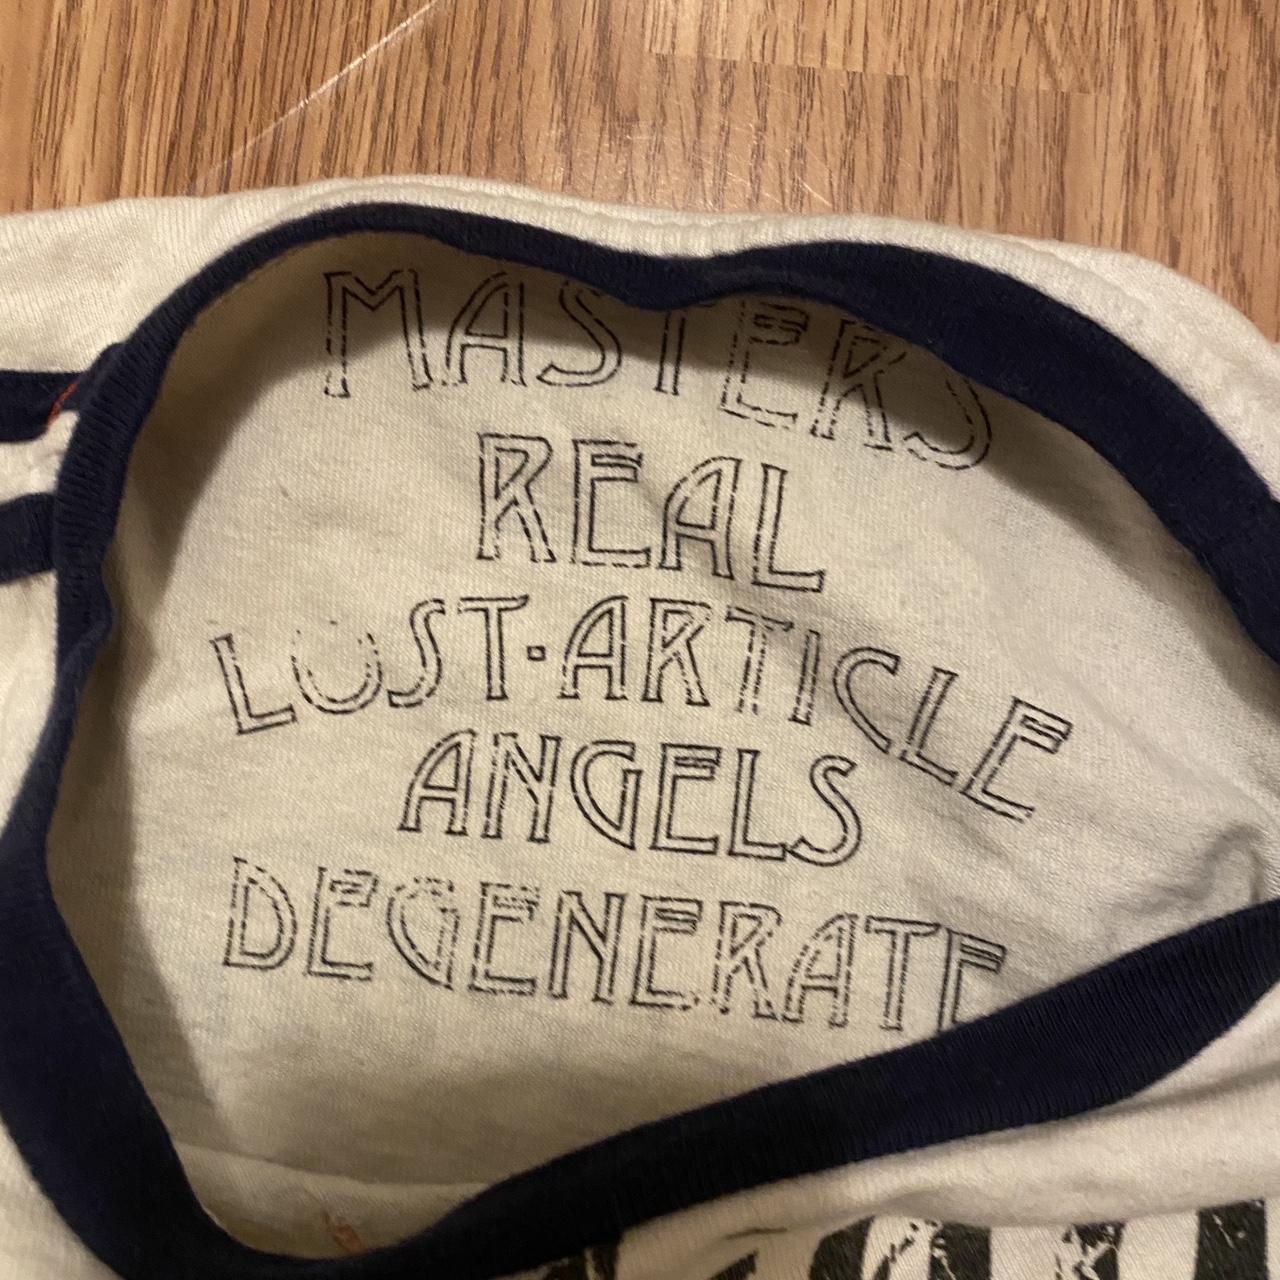 MASTERS
REAL
LOST·ARTICLE
ANGELS
DEGENERATE